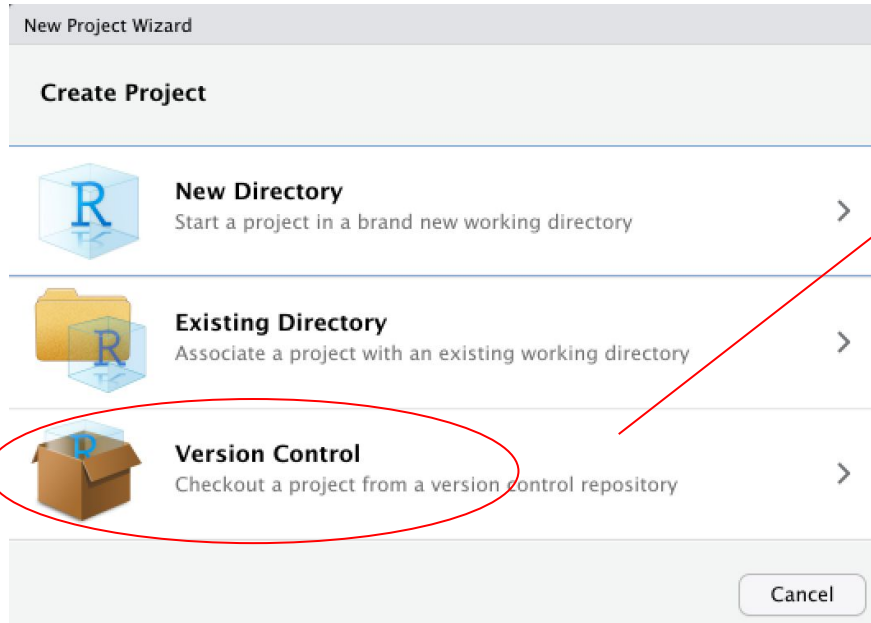 New Project Wizard
Create Project
R
New Directory
Start a project in a brand new working directory
R
Existing Directory
Associate a project with an existing working directory
R
Version Control
Checkout a project from a version control repository
Cancel